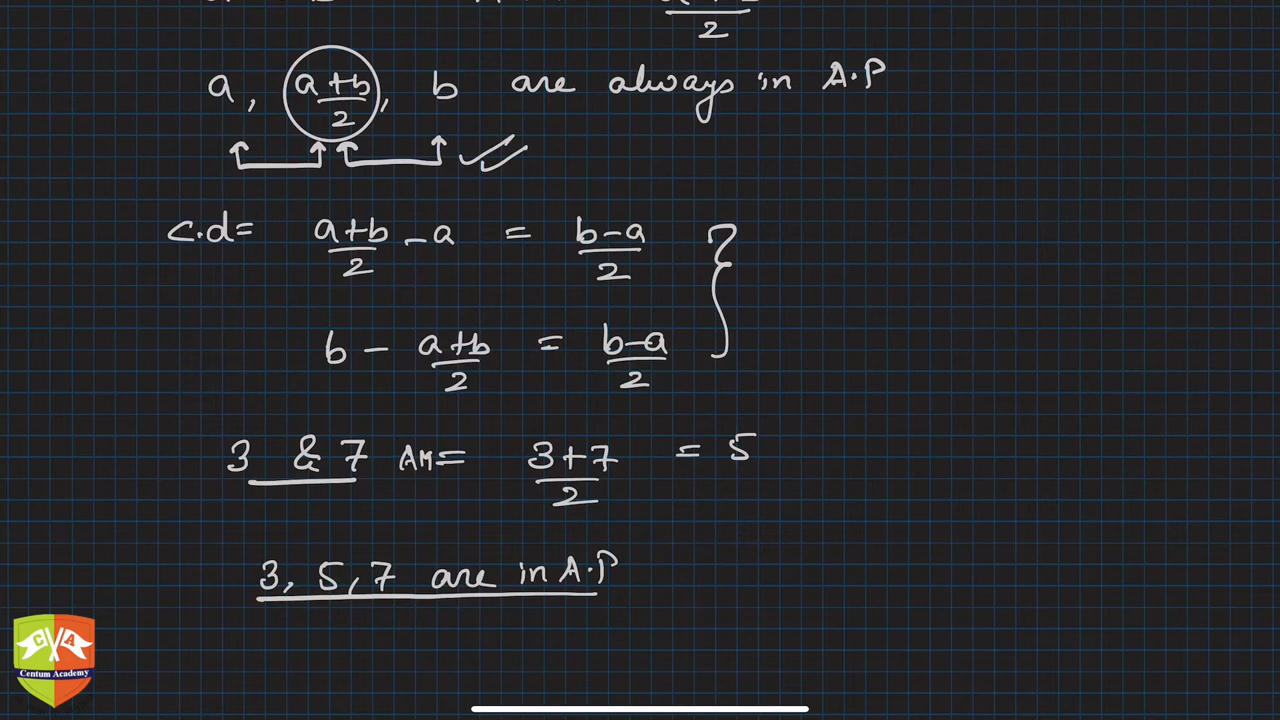 2
a, a+b/2, b are always in A.P
c.d= a+b/2 - a = b-a/2
b - a+b/2 = b-a/2
3 & 7 AM= 3+7/2 = 5
3, 5, 7 are in A.P
C A
Centum Academy